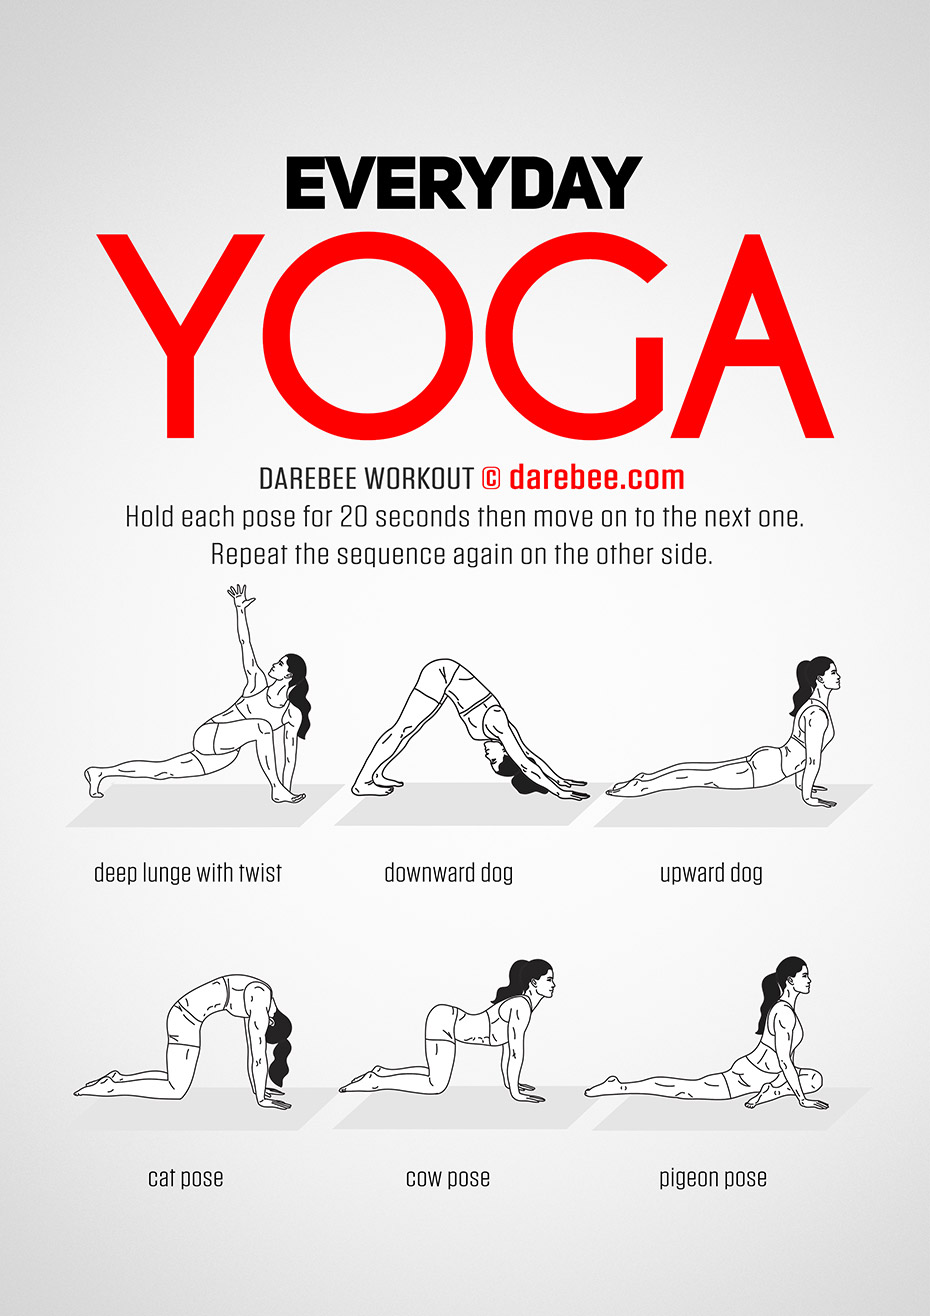 EVERYDAY
YOGA
DAREBEE WORKOUT © darebee.com
Hold each pose for 20 seconds then move on to the next one.
Repeat the sequence again on the other side.
deep lunge with twist
downward dog
upward dog
cat pose
cow pose
pigeon pose